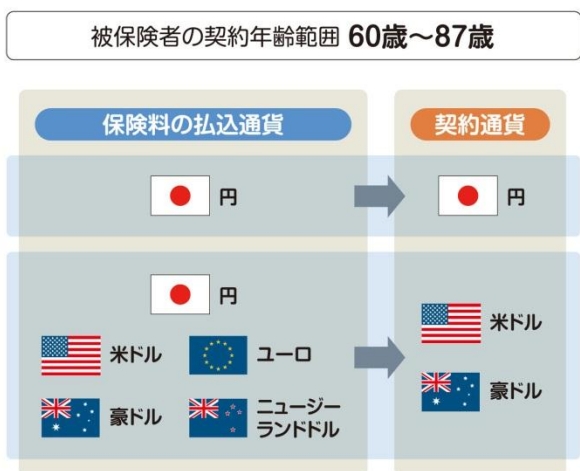 被保険者の契約年齢範囲 60歳～87歳
保険料の払込通貨
契約通貨
円
円
円
米ドル
ユーロ
豪ドル
ニュージー
ランドドル
米ドル
豪ドル